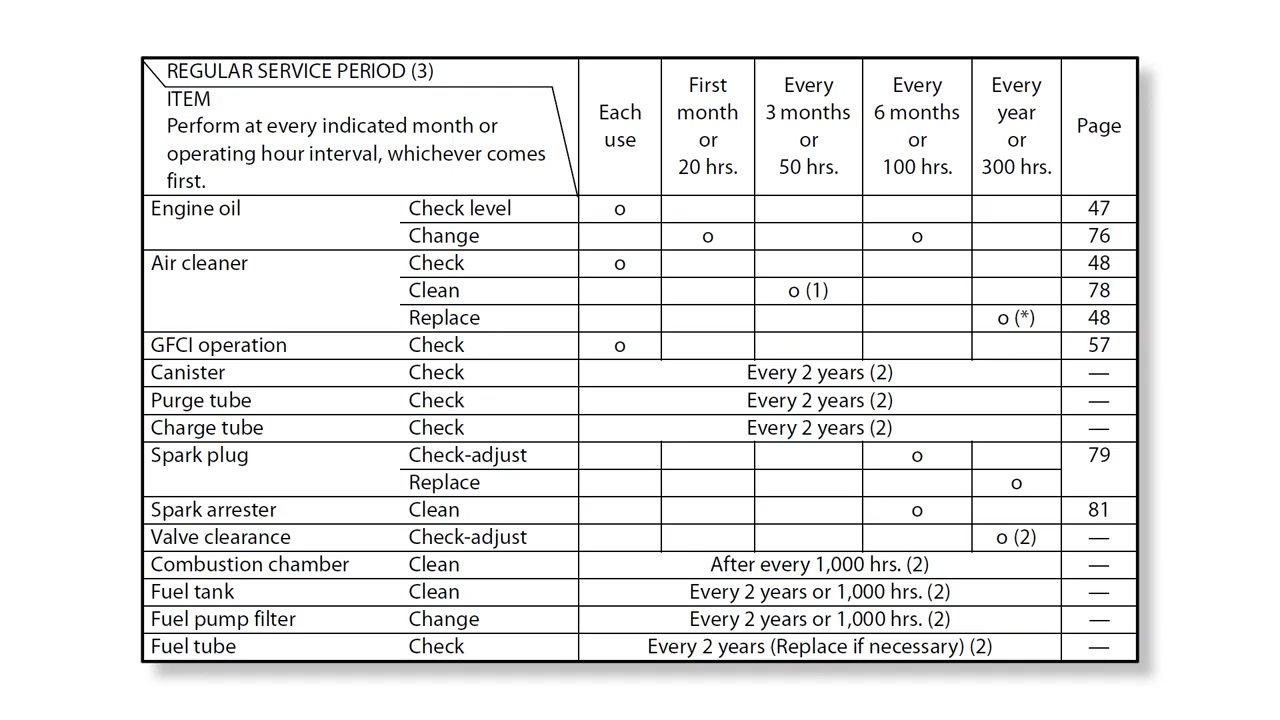 REGULAR SERVICE PERIOD (3)
ITEM
Perform at every indicated month or
operating hour interval, whichever comes
first.
Each
use
First
month
or
20 hrs.
Every
3 months
or
50 hrs.
Every
6 months
or
100 hrs.
Every
year
or
300 hrs.
Page
Engine oil Check level o 47
Change o o 76
Air cleaner Check o 48
Clean o (1) 78
Replace o (*) 48
GFCI operation Check o 57
Canister Check Every 2 years (2) —
Purge tube Check Every 2 years (2) —
Charge tube Check Every 2 years (2) —
Spark plug Check-adjust o 79
Replace o
Spark arrester Clean o 81
Valve clearance Check-adjust o (2) —
Combustion chamber Clean After every 1,000 hrs. (2) —
Fuel tank Clean Every 2 years or 1,000 hrs. (2) —
Fuel pump filter Change Every 2 years or 1,000 hrs. (2) —
Fuel tube Check Every 2 years (Replace if necessary) (2) —